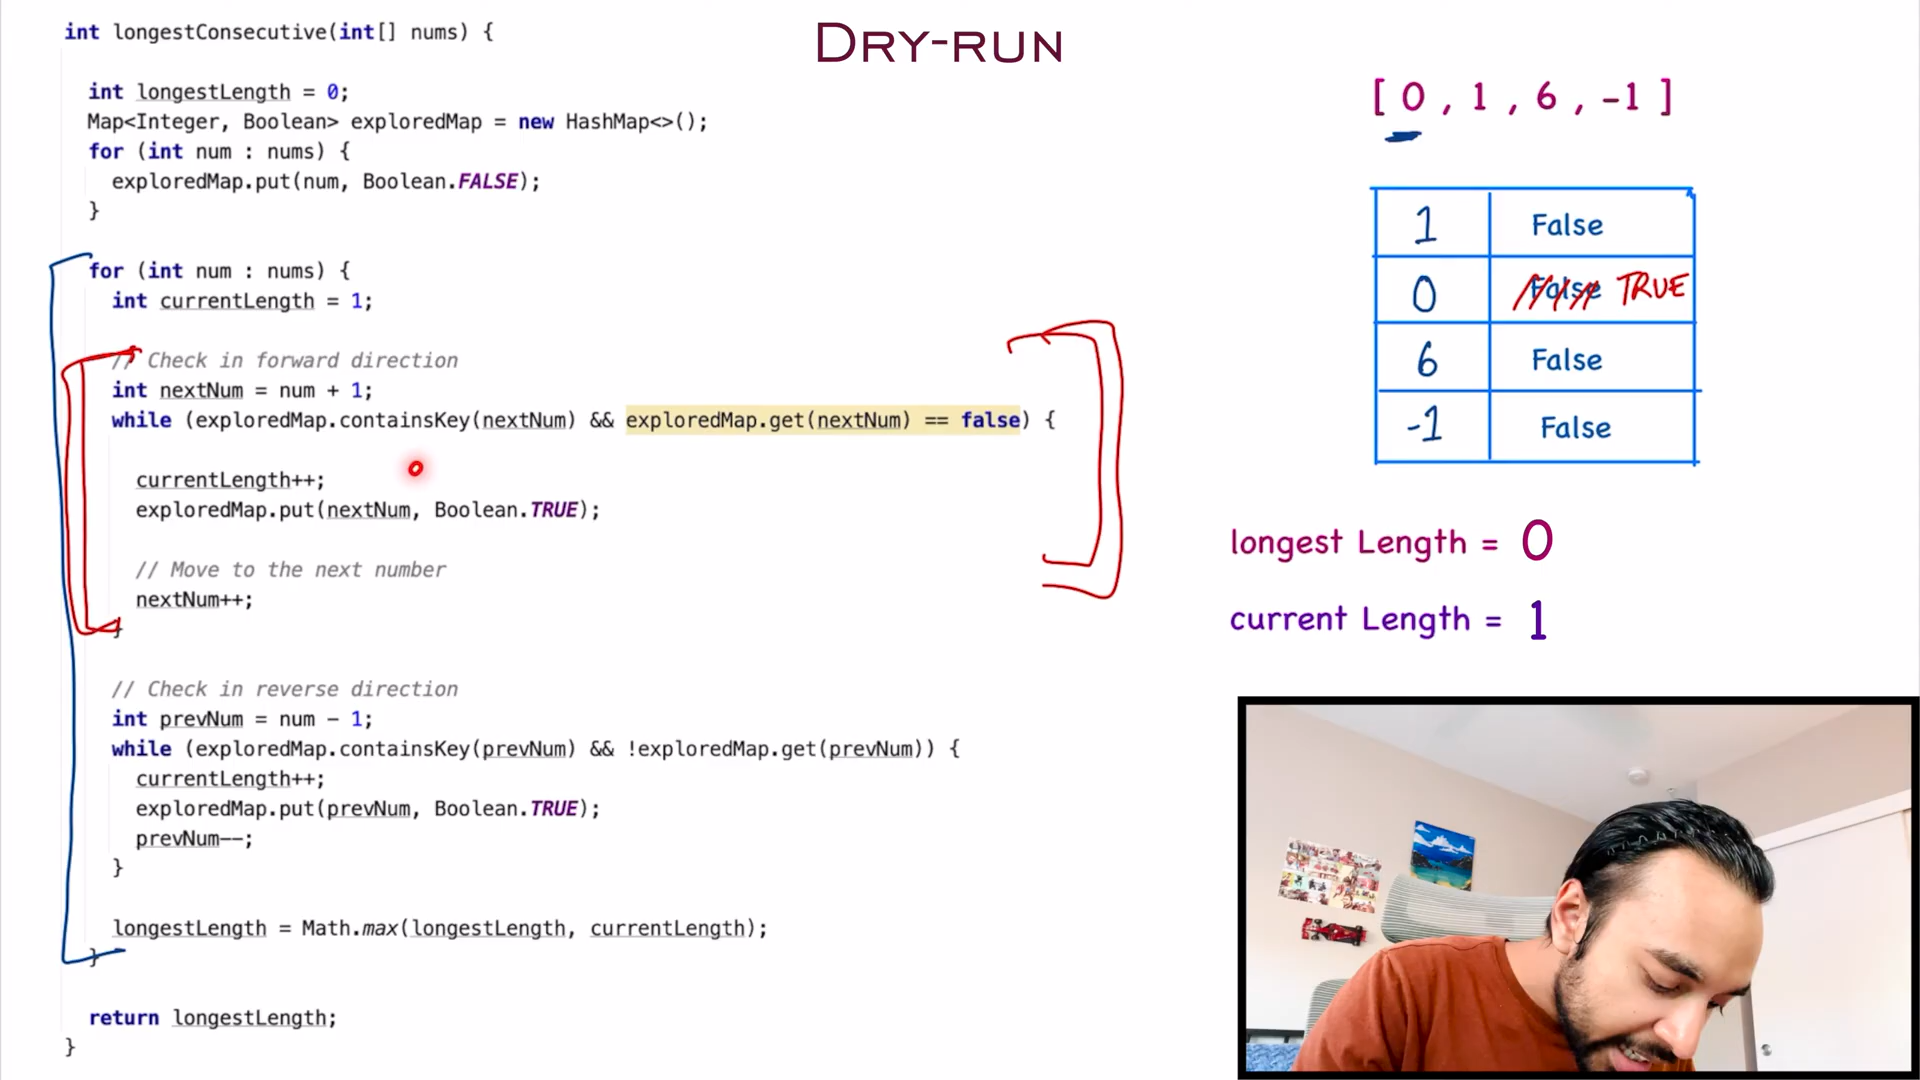 DRY-RUN
int longestConsecutive(int[] nums) {
int longestLength = 0;
Map<Integer, Boolean> exploredMap = new HashMap<>();
for (int num : nums) {
exploredMap.put(num, Boolean.FALSE);
}
for (int num : nums) {
int currentLength = 1;
// Check in forward direction
int nextNum = num + 1;
while (exploredMap.containsKey(nextNum) && exploredMap.get(nextNum) == false) {
currentLength++;
exploredMap.put(nextNum, Boolean.TRUE);
// Move to the next number
nextNum++;
}
// Check in reverse direction
int prevNum = num - 1;
while (exploredMap.containsKey(prevNum) && !exploredMap.get(prevNum)) {
currentLength++;
exploredMap.put(prevNum, Boolean.TRUE);
prevNum--;
}
longestLength = Math.max(longestLength, currentLength);
}
return longestLength;
}
[ 0 , 1 , 6 , -1 ]
1 False
0 False TRUE
6 False
-1 False
longest Length = 0
current Length = 1